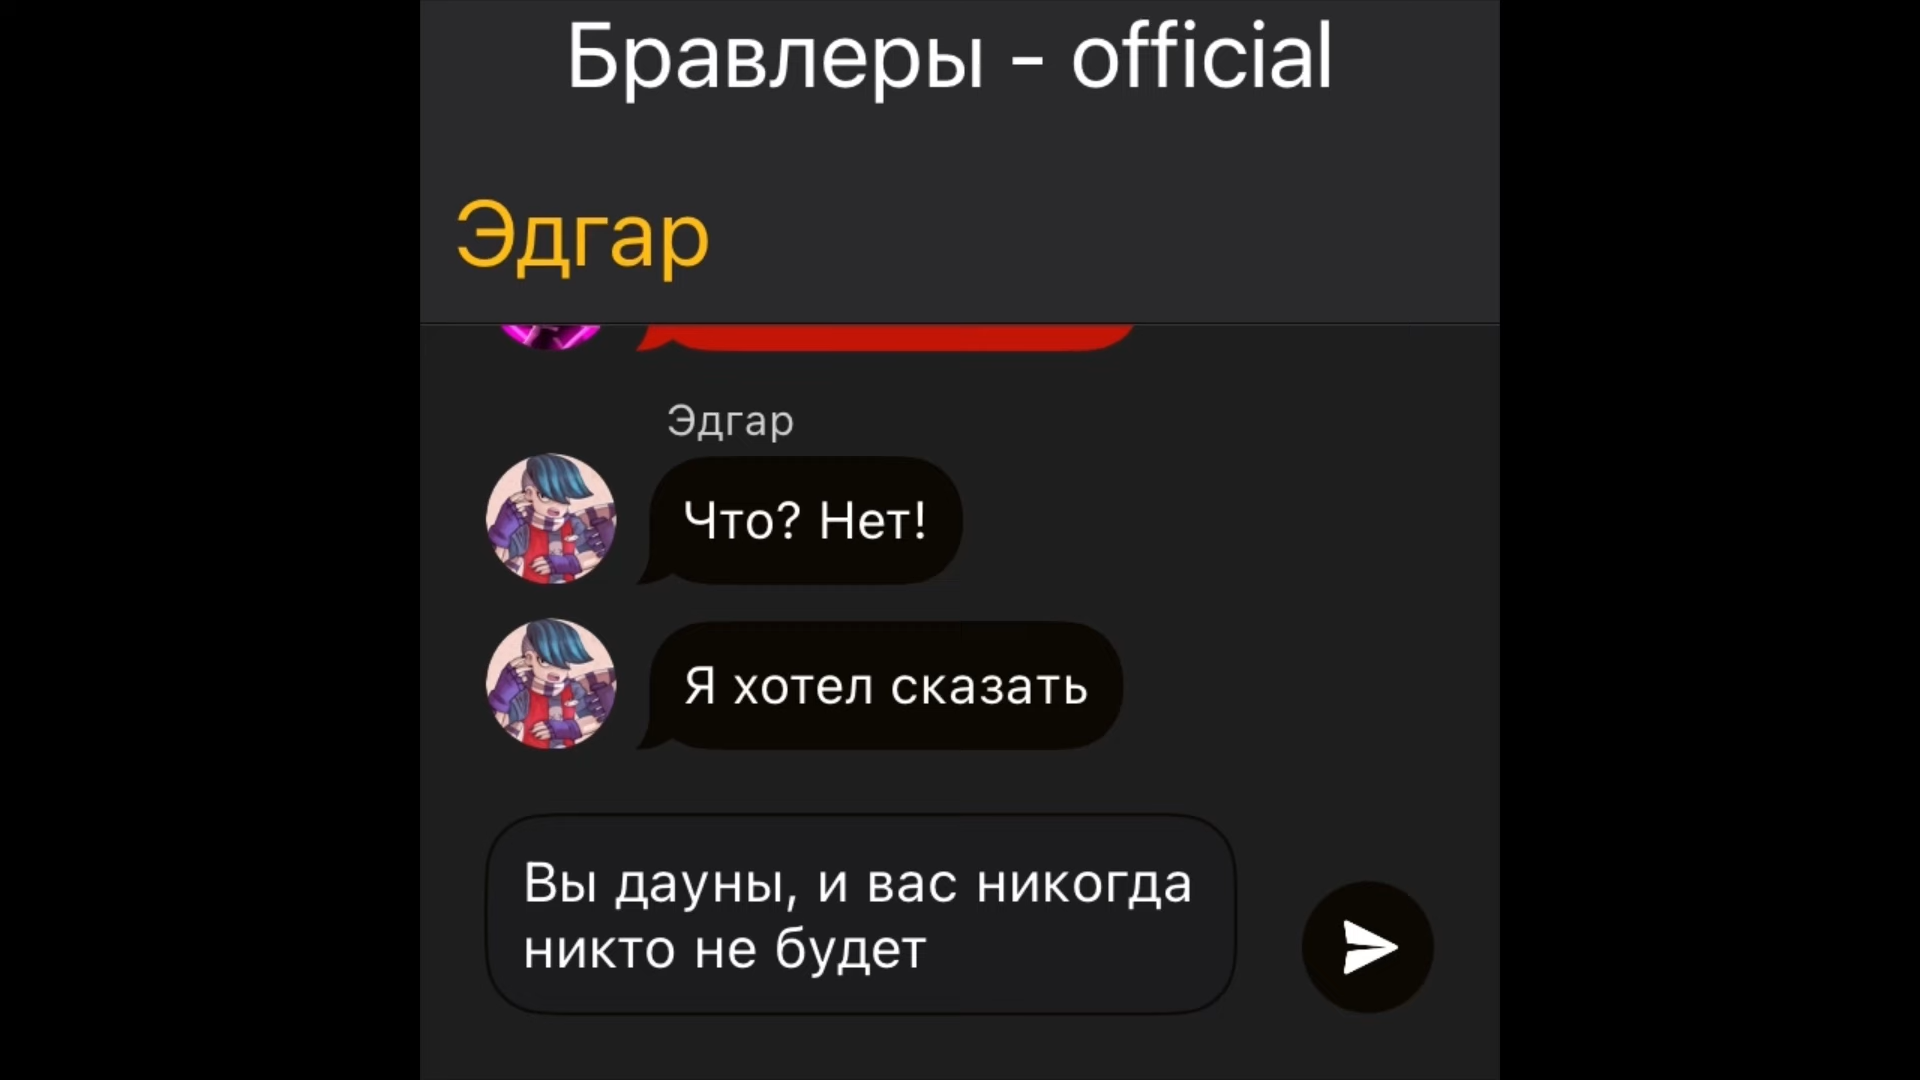 Бравлеры - official
Эдгар
Эдгар
Что? Нет!
Я хотел сказать
Вы дауны, и вас никогда
никто не будет